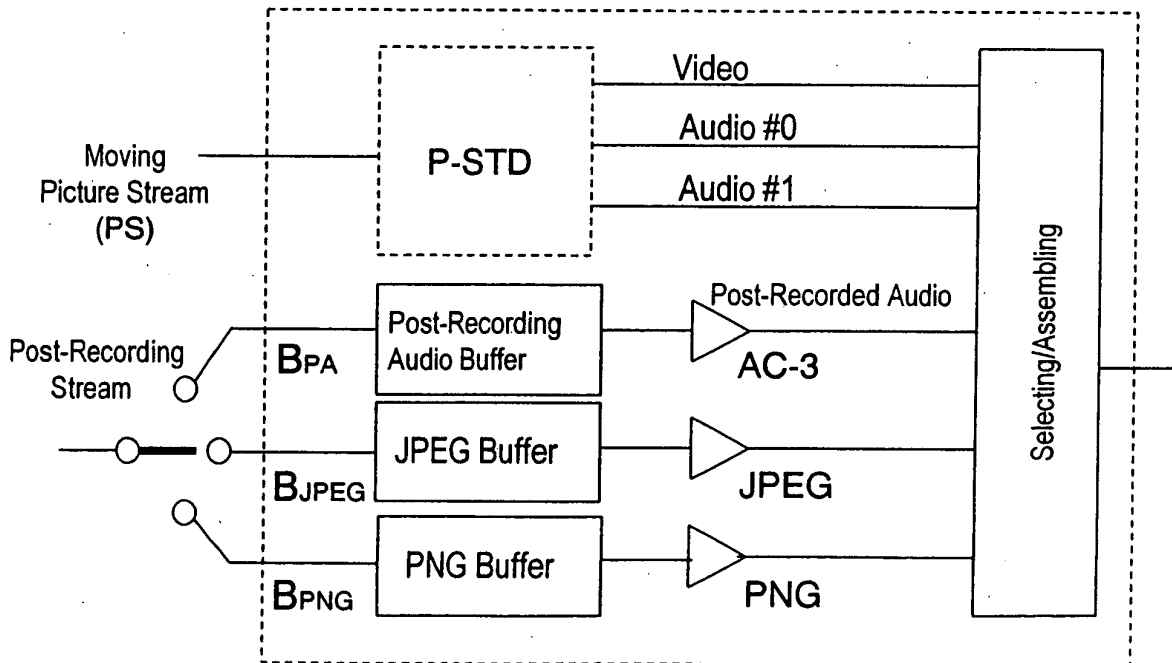 Moving
Picture Stream
(PS)
P-STD
Video
Audio #0
Audio #1
Post-Recording
Stream
BPA
Post-Recording
Audio Buffer
Post-Recorded Audio
AC-3
BJPEG
JPEG Buffer
JPEG
BPNG
PNG Buffer
PNG
Selecting/Assembling